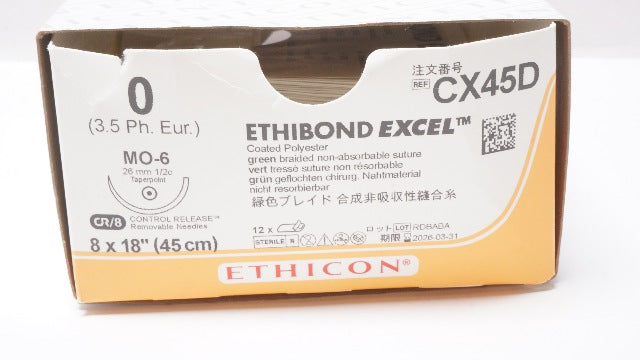 0
(3.5 Ph. Eur.)
MO-6
26 mm 1/2c
Taperpoint
CR/8 CONTROL RELEASE™
Removable Needles
8 x 18" (45 cm)
注文番号
REF CX45D
ETHIBOND EXCEL™
Coated Polyester
green braided non-absorbable suture
vert tressé suture non résorbable
grün geflochten chirurg. Nahtmaterial
nicht resorbierbar
緑色ブレイド 合成非吸収性縫合糸
12 x
STERILE R
ロット LOT RDBADA
期限 2026-03-31
ETHICON®